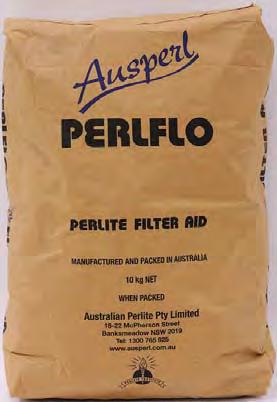 Ausperl
PERLFLO
PERLITE FILTER AID
MANUFACTURED AND PACKED IN AUSTRALIA
10 kg NET
WHEN PACKED
Australian Perlite Pty Limited
16-22 McPherson Street
Banksmeadow NSW 2019
Tel: 1300 765 825
www.ausperl.com.au